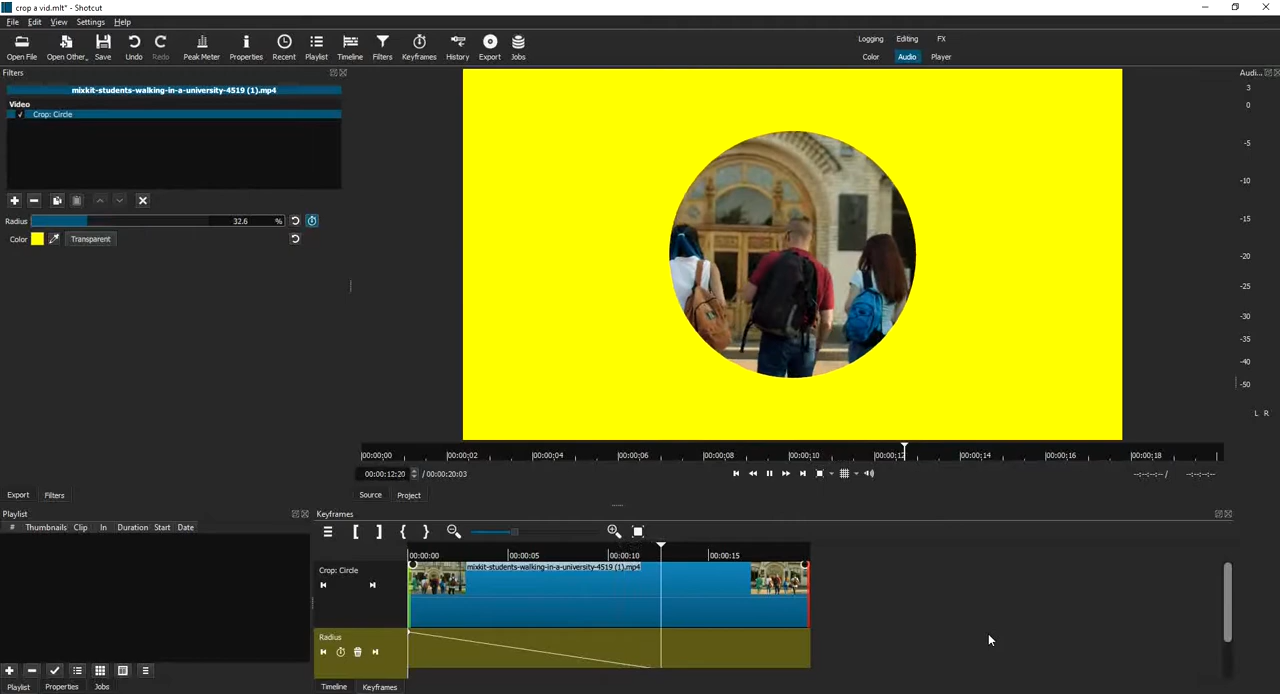 crop a vid.mlt* - Shotcut
File Edit View Settings Help
Open File Open Other.. Save Undo Redo Peak Meter Properties Recent Playlist Timeline Filters Keyframes History Export Jobs
Logging Editing FX
Color Audio Player
Filters
mixkit-students-walking-in-a-university-4519 (1).mp4
Video
Crop: Circle
Radius 32.6 %
Color Transparent
Audi...
3
0
-5
-10
-15
-20
-25
-30
-35
-40
-50
L R
00:00:00 00:00:02 00:00:04 00:00:06 00:00:08 00:00:10 00:00:12 00:00:14 00:00:16 00:00:18
00:00:12:20 / 00:00:20:03 --:--:--:-- / --:--:--:--
Export Filters
Source Project
Playlist
# Thumbnails Clip In Duration Start Date
Keyframes
00:00:00 00:00:05 00:00:10 00:00:15
Crop: Circle
mixkit-students-walking-in-a-university-4519 (1).mp4
Radius
Playlist Properties Jobs
Timeline Keyframes